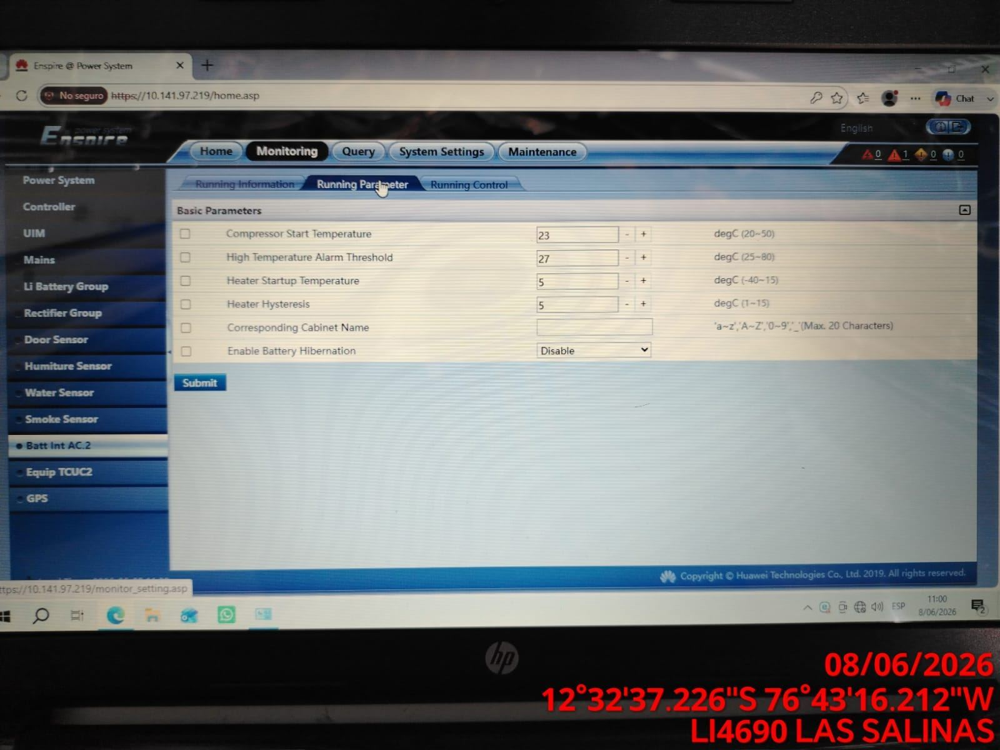 Enspire @ Power System
No seguro https://10.141.97.219/home.asp
Chat
Enspire
power system
English
Home Monitoring Query System Settings Maintenance
0 1 0 0
Power System
Controller
UIM
Mains
Li Battery Group
Rectifier Group
Door Sensor
Humiture Sensor
Water Sensor
Smoke Sensor
Batt Int AC.2
Equip TCUC2
GPS
Running Information Running Parameter Running Control
Basic Parameters
Compressor Start Temperature 23 - + degC (20~50)
High Temperature Alarm Threshold 27 - + degC (25~80)
Heater Startup Temperature 5 - + degC (-40~15)
Heater Hysteresis 5 - + degC (1~15)
Corresponding Cabinet Name 'a~z','A~Z','0~9','_'(Max. 20 Characters)
Enable Battery Hibernation Disable
Submit
Copyright © Huawei Technologies Co., Ltd. 2019. All rights reserved.
ttps://10.141.97.219/monitor_setting.asp
ESP
11:00
8/06/2026
2
hp
08/06/2026
12°32'37.226"S 76°43'16.212"W
LI4690 LAS SALINAS